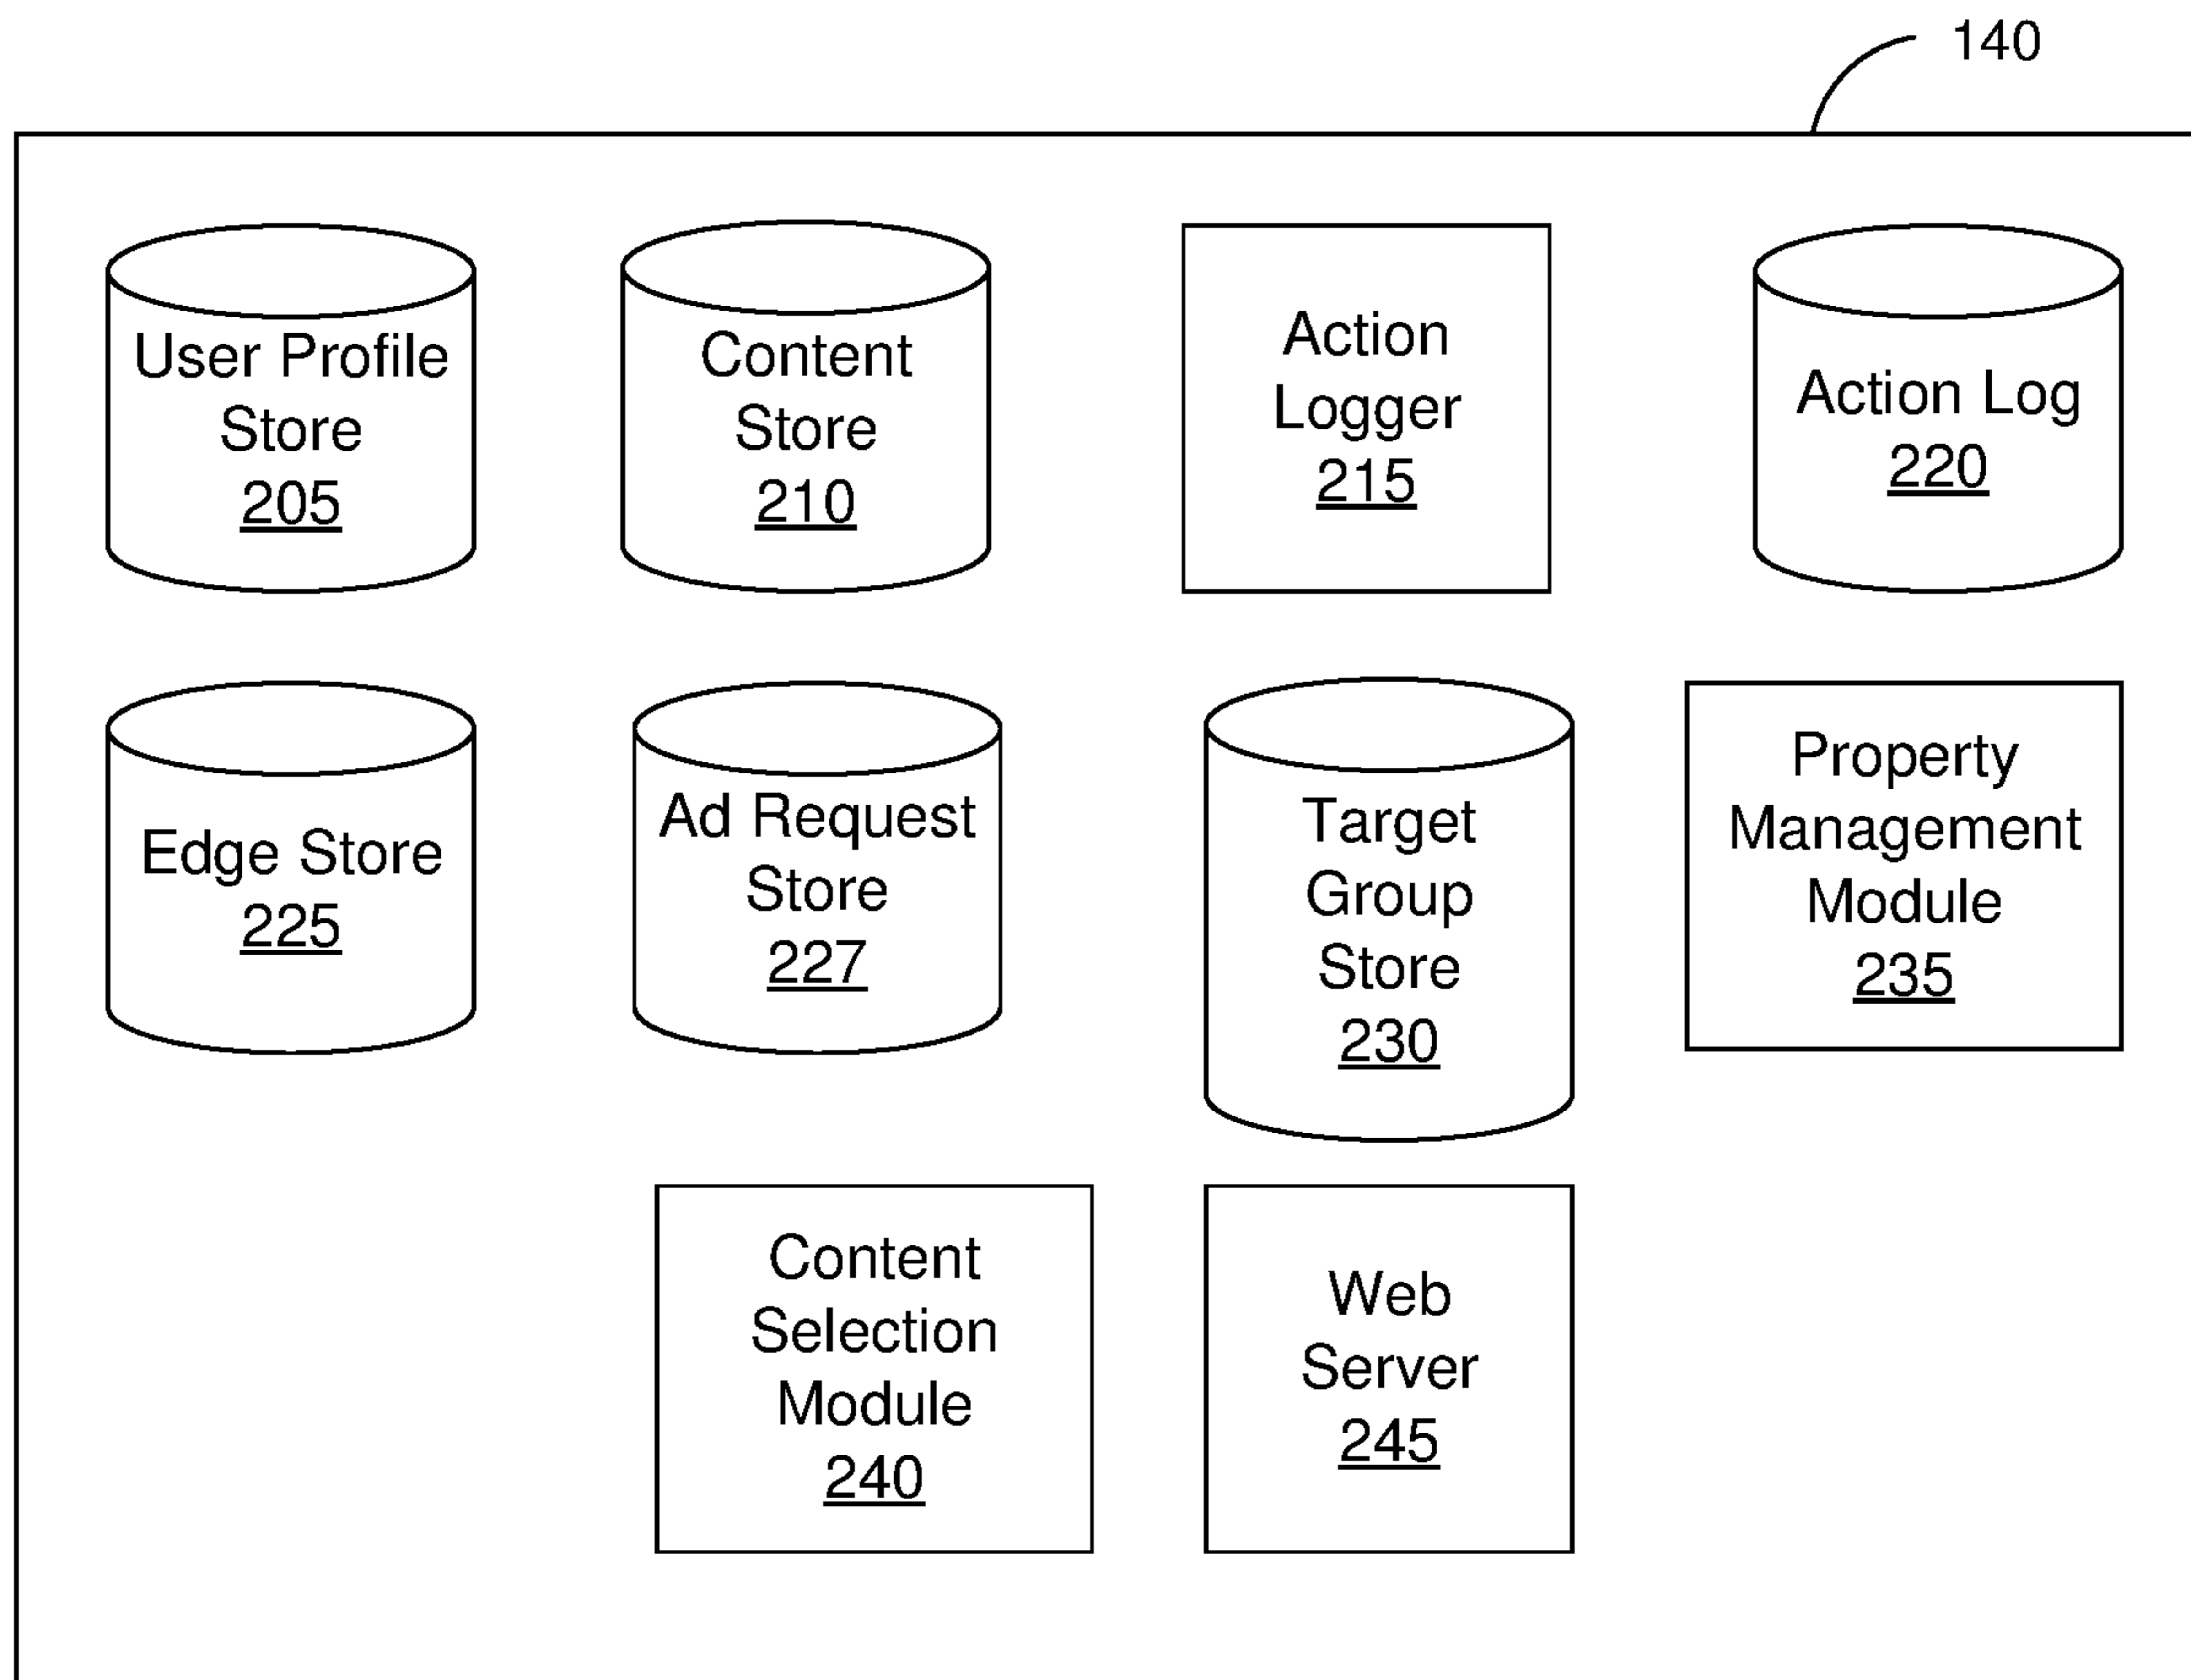 140
User Profile
Store
205
Content
Store
210
Action
Logger
215
Action Log
220
Edge Store
225
Ad Request
Store
227
Target
Group
Store
230
Property
Management
Module
235
Content
Selection
Module
240
Web
Server
245